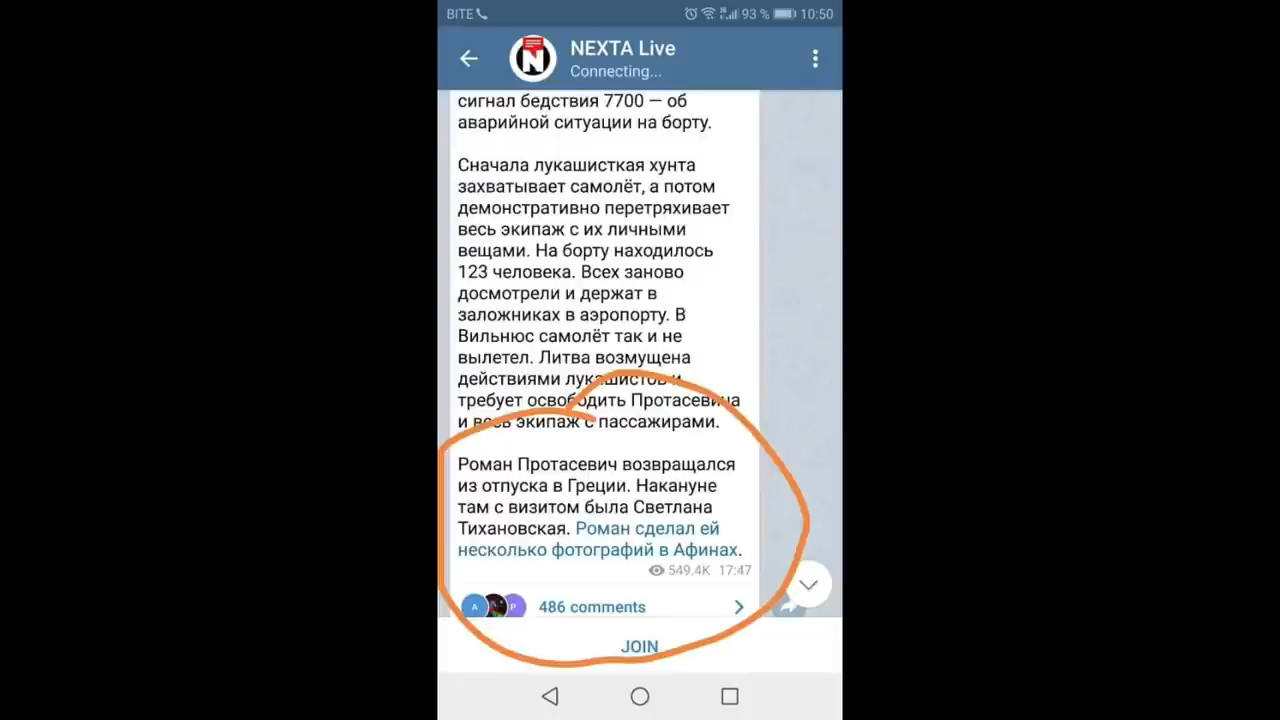 BITE 93 % 10:50
NEXTA Live
Connecting...
сигнал бедствия 7700 — об
аварийной ситуации на борту.
Сначала лукашисткая хунта
захватывает самолёт, а потом
демонстративно перетряхивает
весь экипаж с их личными
вещами. На борту находилось
123 человека. Всех заново
досмотрели и держат в
заложниках в аэропорту. В
Вильнюс самолёт так и не
вылетел. Литва возмущена
действиями лукашистов и
требует освободить Протасевича
и весь экипаж с пассажирами.
Роман Протасевич возвращался
из отпуска в Греции. Накануне
там с визитом была Светлана
Тихановская. Роман сделал ей
несколько фотографий в Афинах.
549,4K 17:47
A P 486 comments
JOIN